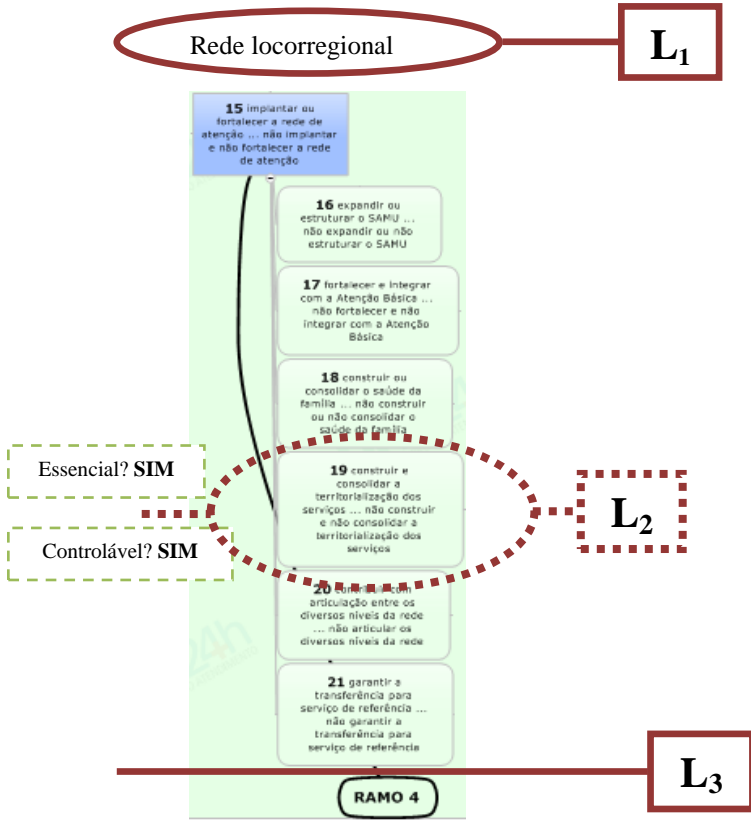 Rede locorregional
L1
15 implantar ou
fortalecer a rede de
atenção ... não implantar
e não fortalecer a rede
de atenção
16 expandir ou
estruturar o SAMU ...
não expandir ou não
estruturar o SAMU
17 fortalecer e integrar
com a Atenção Básica ...
não fortalecer e não
integrar com a Atenção
Básica
18 construir ou
consolidar o saúde da
família ... não construir
ou não consolidar o
saúde da família
Essencial? SIM
Controlável? SIM
19 construir e
consolidar a
territorialização dos
serviços ... não construir
e não consolidar a
territorialização dos
serviços
L2
20 contribuir com
articulação entre os
diversos níveis da rede
... não articular os
diversos níveis da rede
24h
21 garantir a
transferência para
serviço de referência ...
não garantir a
transferência para
serviço de referência
L3
RAMO 4